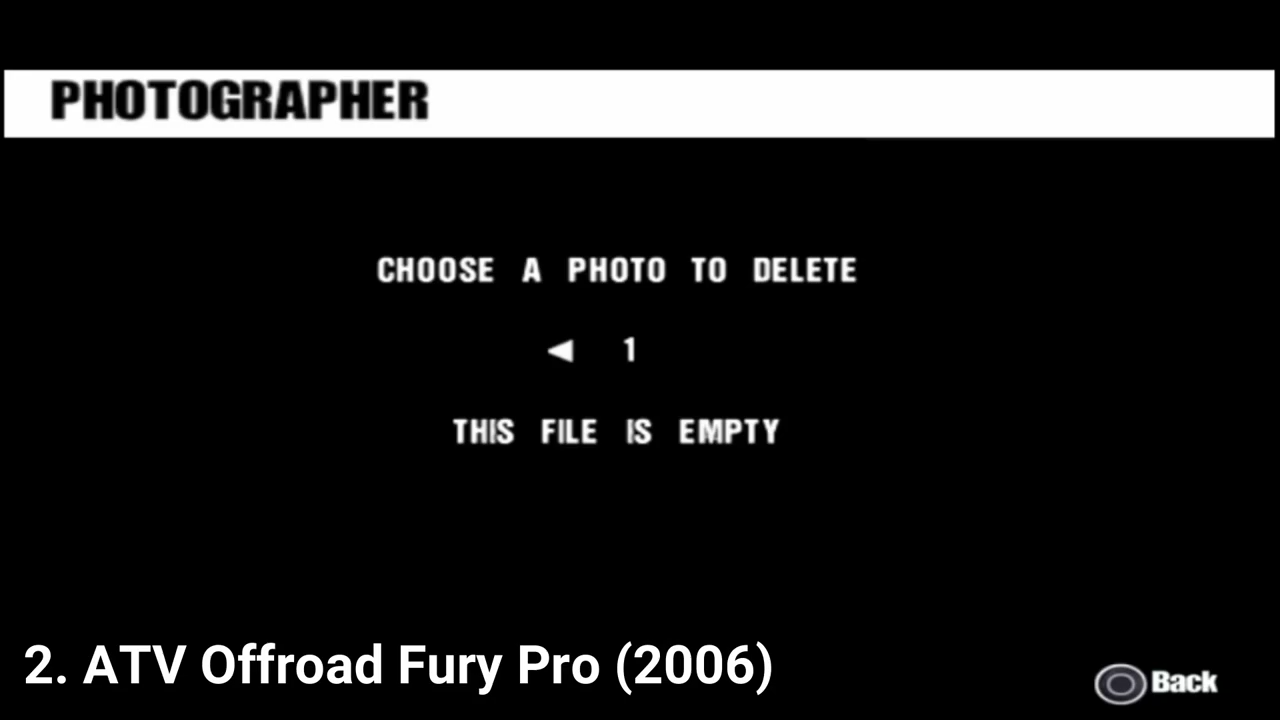 PHOTOGRAPHER
CHOOSE A PHOTO TO DELETE
◀ 1
THIS FILE IS EMPTY
2. ATV Offroad Fury Pro (2006)
Back